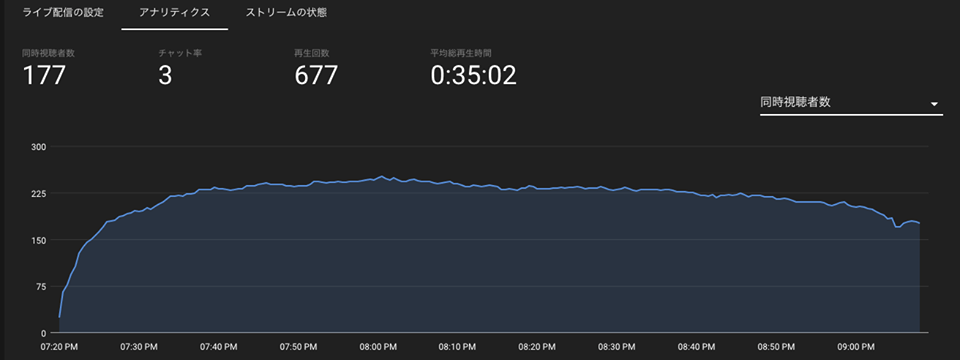 ライブ配信の設定 アナリティクス ストリームの状態
同時視聴者数 チャット率 再生回数 平均総再生時間
177 3 677 0:35:02
同時視聴者数
300
225
150
75
0
07:20 PM 07:30 PM 07:40 PM 07:50 PM 08:00 PM 08:10 PM 08:20 PM 08:30 PM 08:40 PM 08:50 PM 09:00 PM